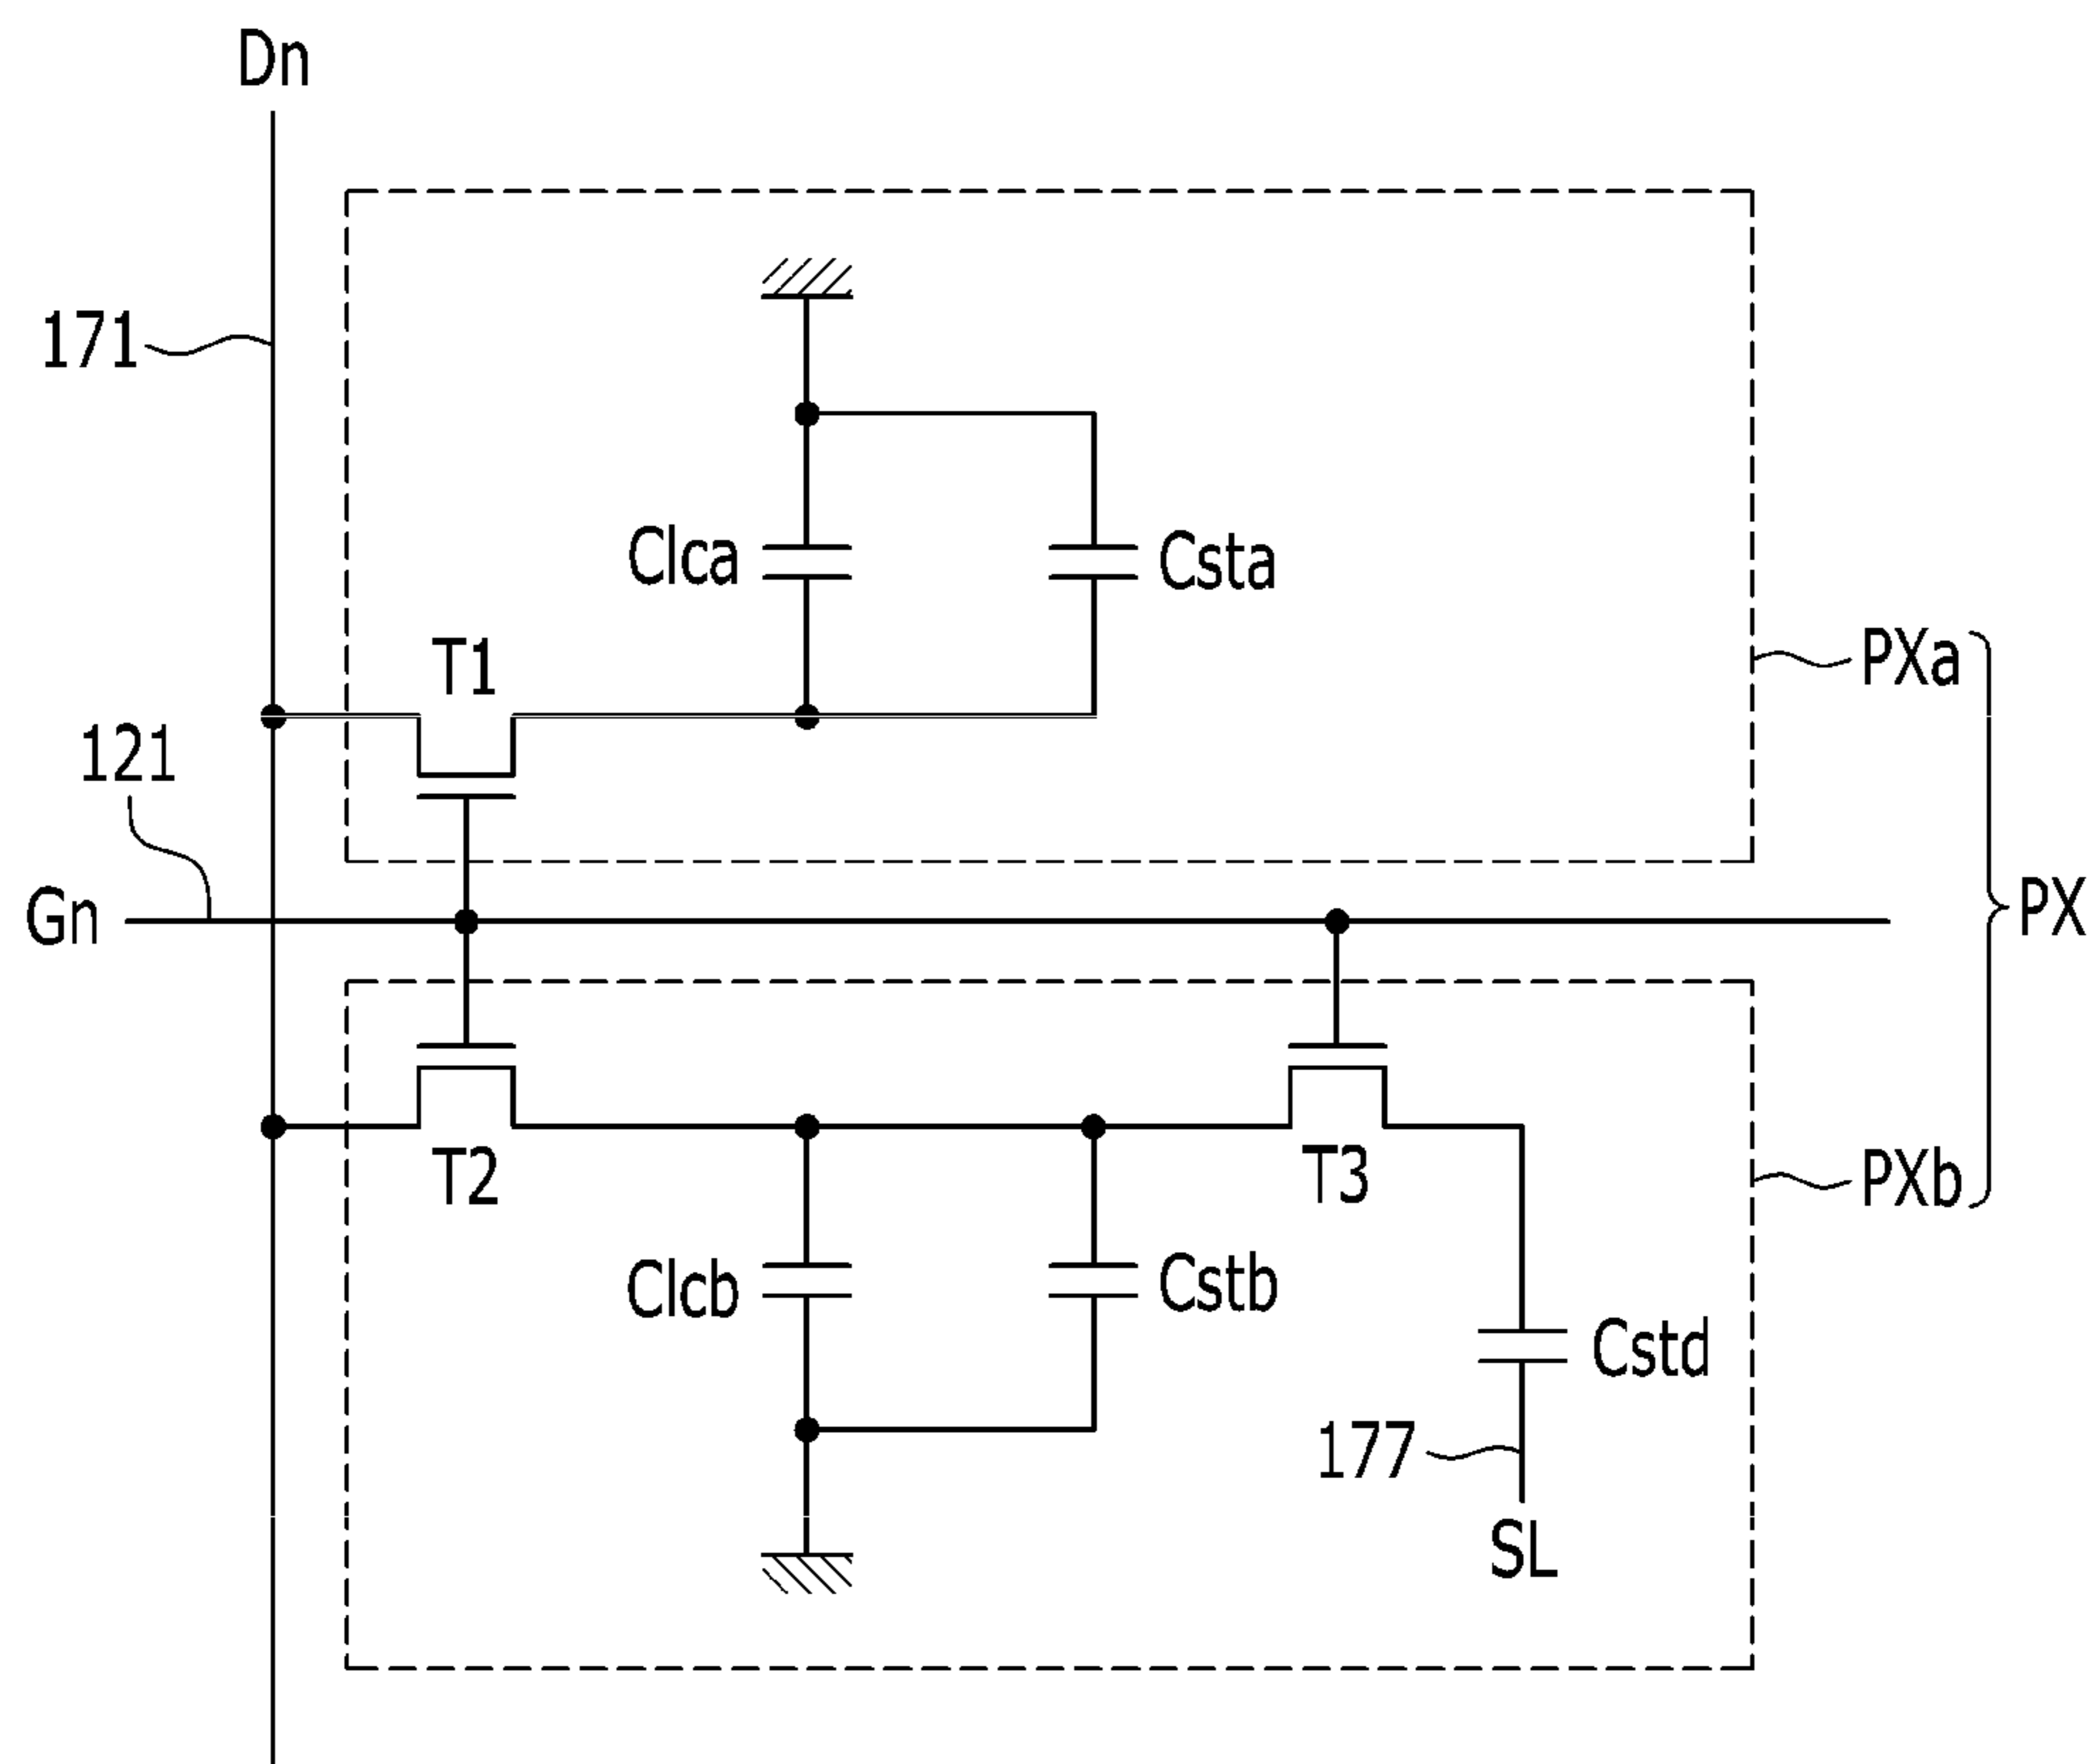 Dn
171
Clca
Csta
T1
PXa
121
Gn
PX
T2
T3
PXb
Clcb
Cstb
Cstd
177
SL